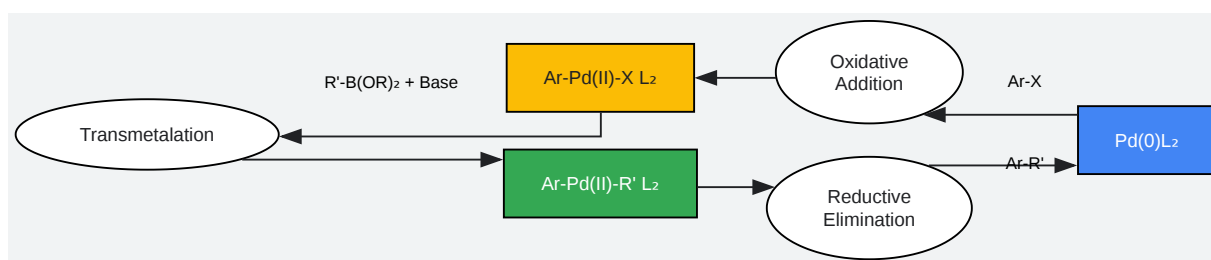 Oxidative
Addition
Ar-Pd(II)-X L₂
R'-B(OR)₂ + Base
Ar-X
Transmetalation
Pd(0)L₂
Ar-R'
Ar-Pd(II)-R' L₂
Reductive
Elimination